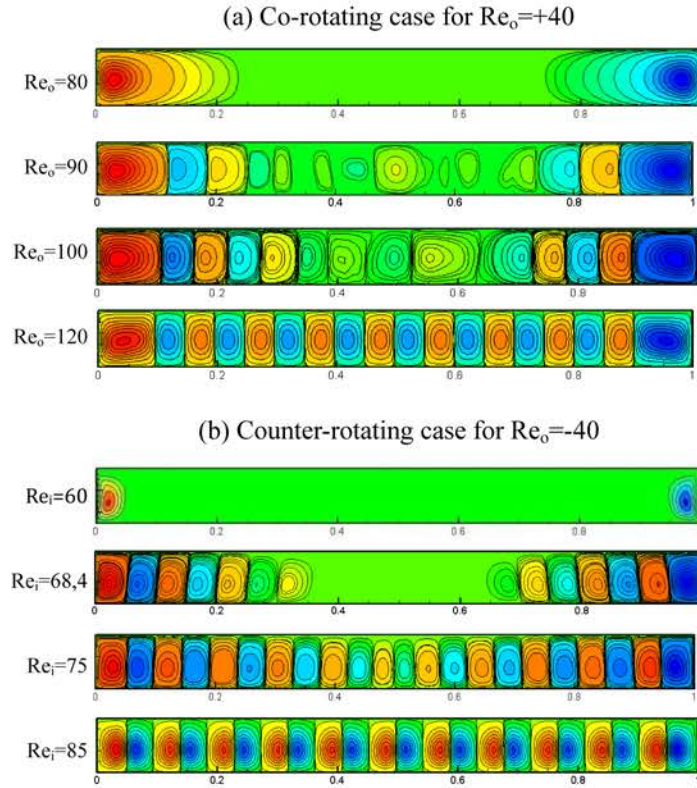 (a) Co-rotating case for Reo=+40
Reo=80
0 0.2 0.4 0.6 0.8 1
Reo=90
0 0.2 0.4 0.6 0.8 1
Reo=100
0 0.2 0.4 0.6 0.8 1
Reo=120
0 0.2 0.4 0.6 0.8 1
(b) Counter-rotating case for Reo=-40
Rei=60
0 0.2 0.4 0.6 0.8 1
Rei=68,4
0 0.2 0.4 0.6 0.8 1
Rei=75
0 0.2 0.4 0.6 0.8 1
Rei=85
0 0.2 0.4 0.6 0.8 1